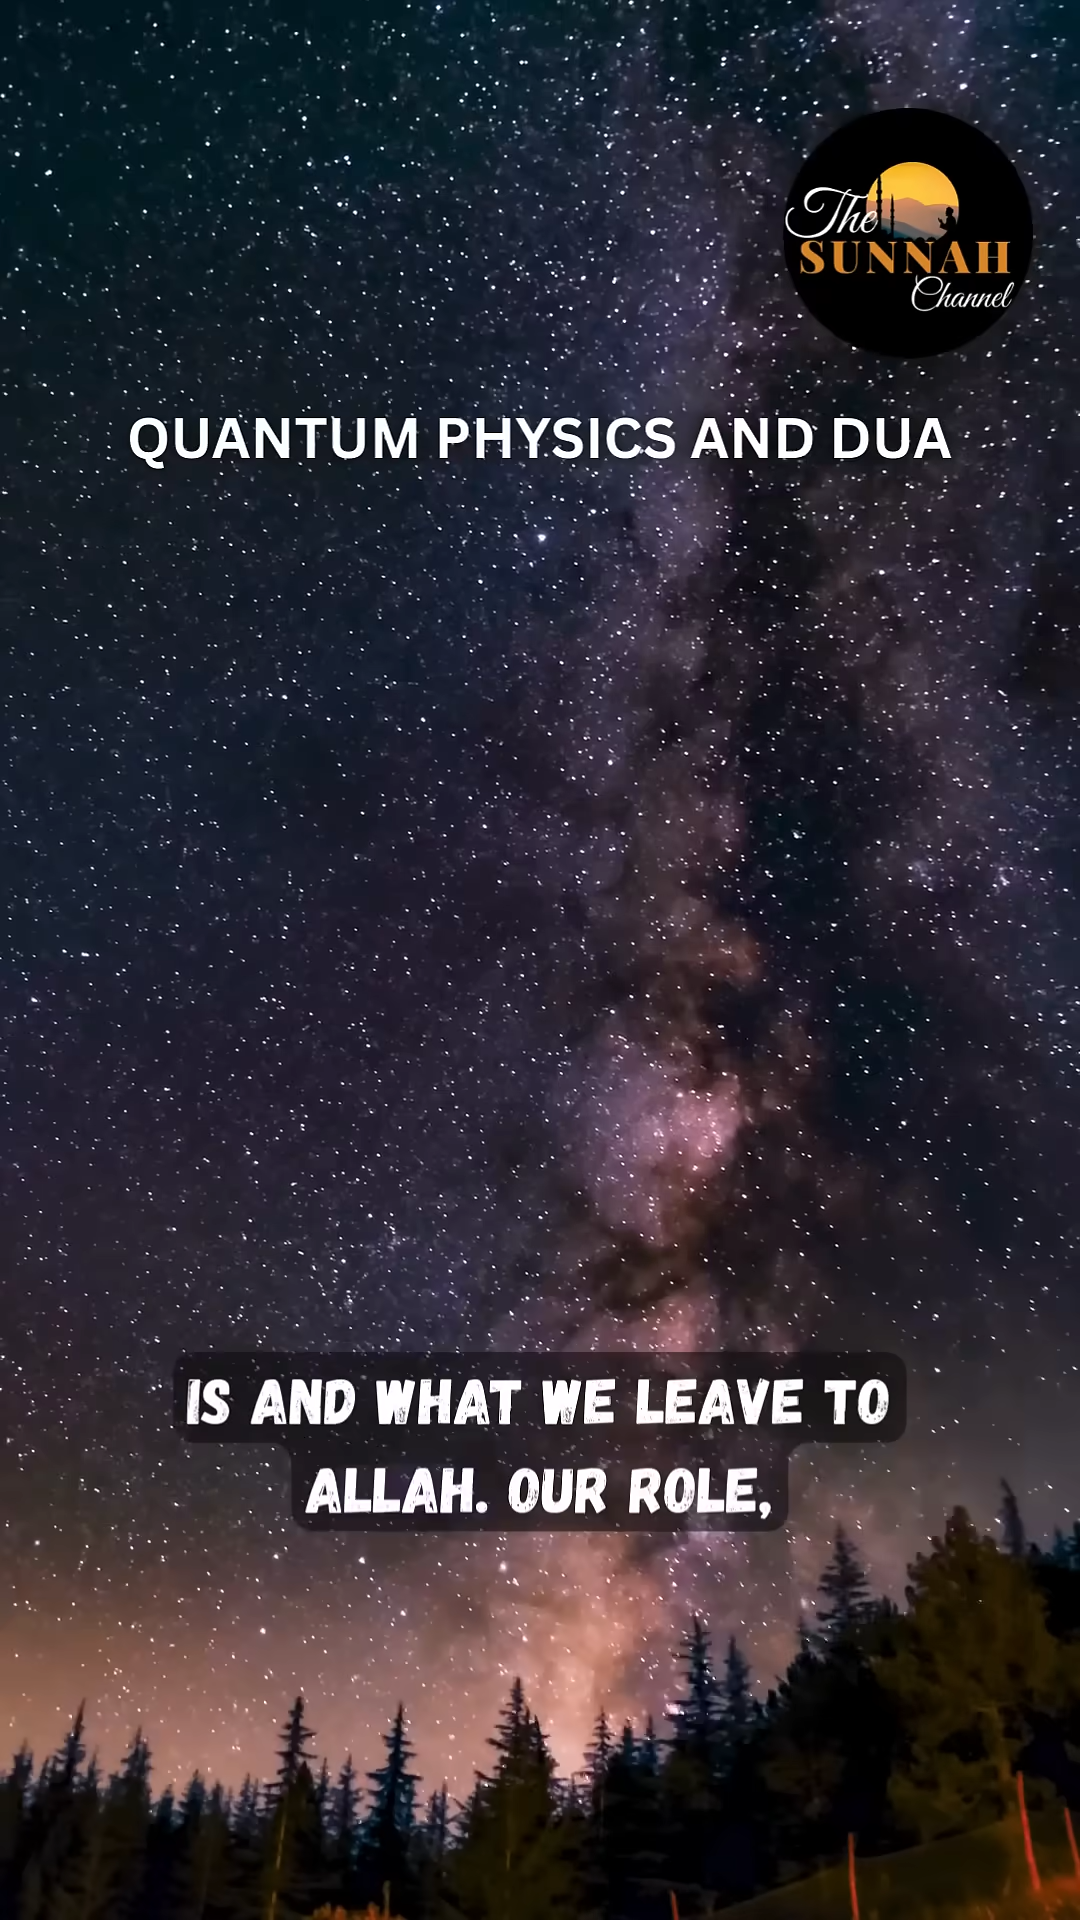 The
SUNNAH
Channel
QUANTUM PHYSICS AND DUA
IS AND WHAT WE LEAVE TO
ALLAH. OUR ROLE,